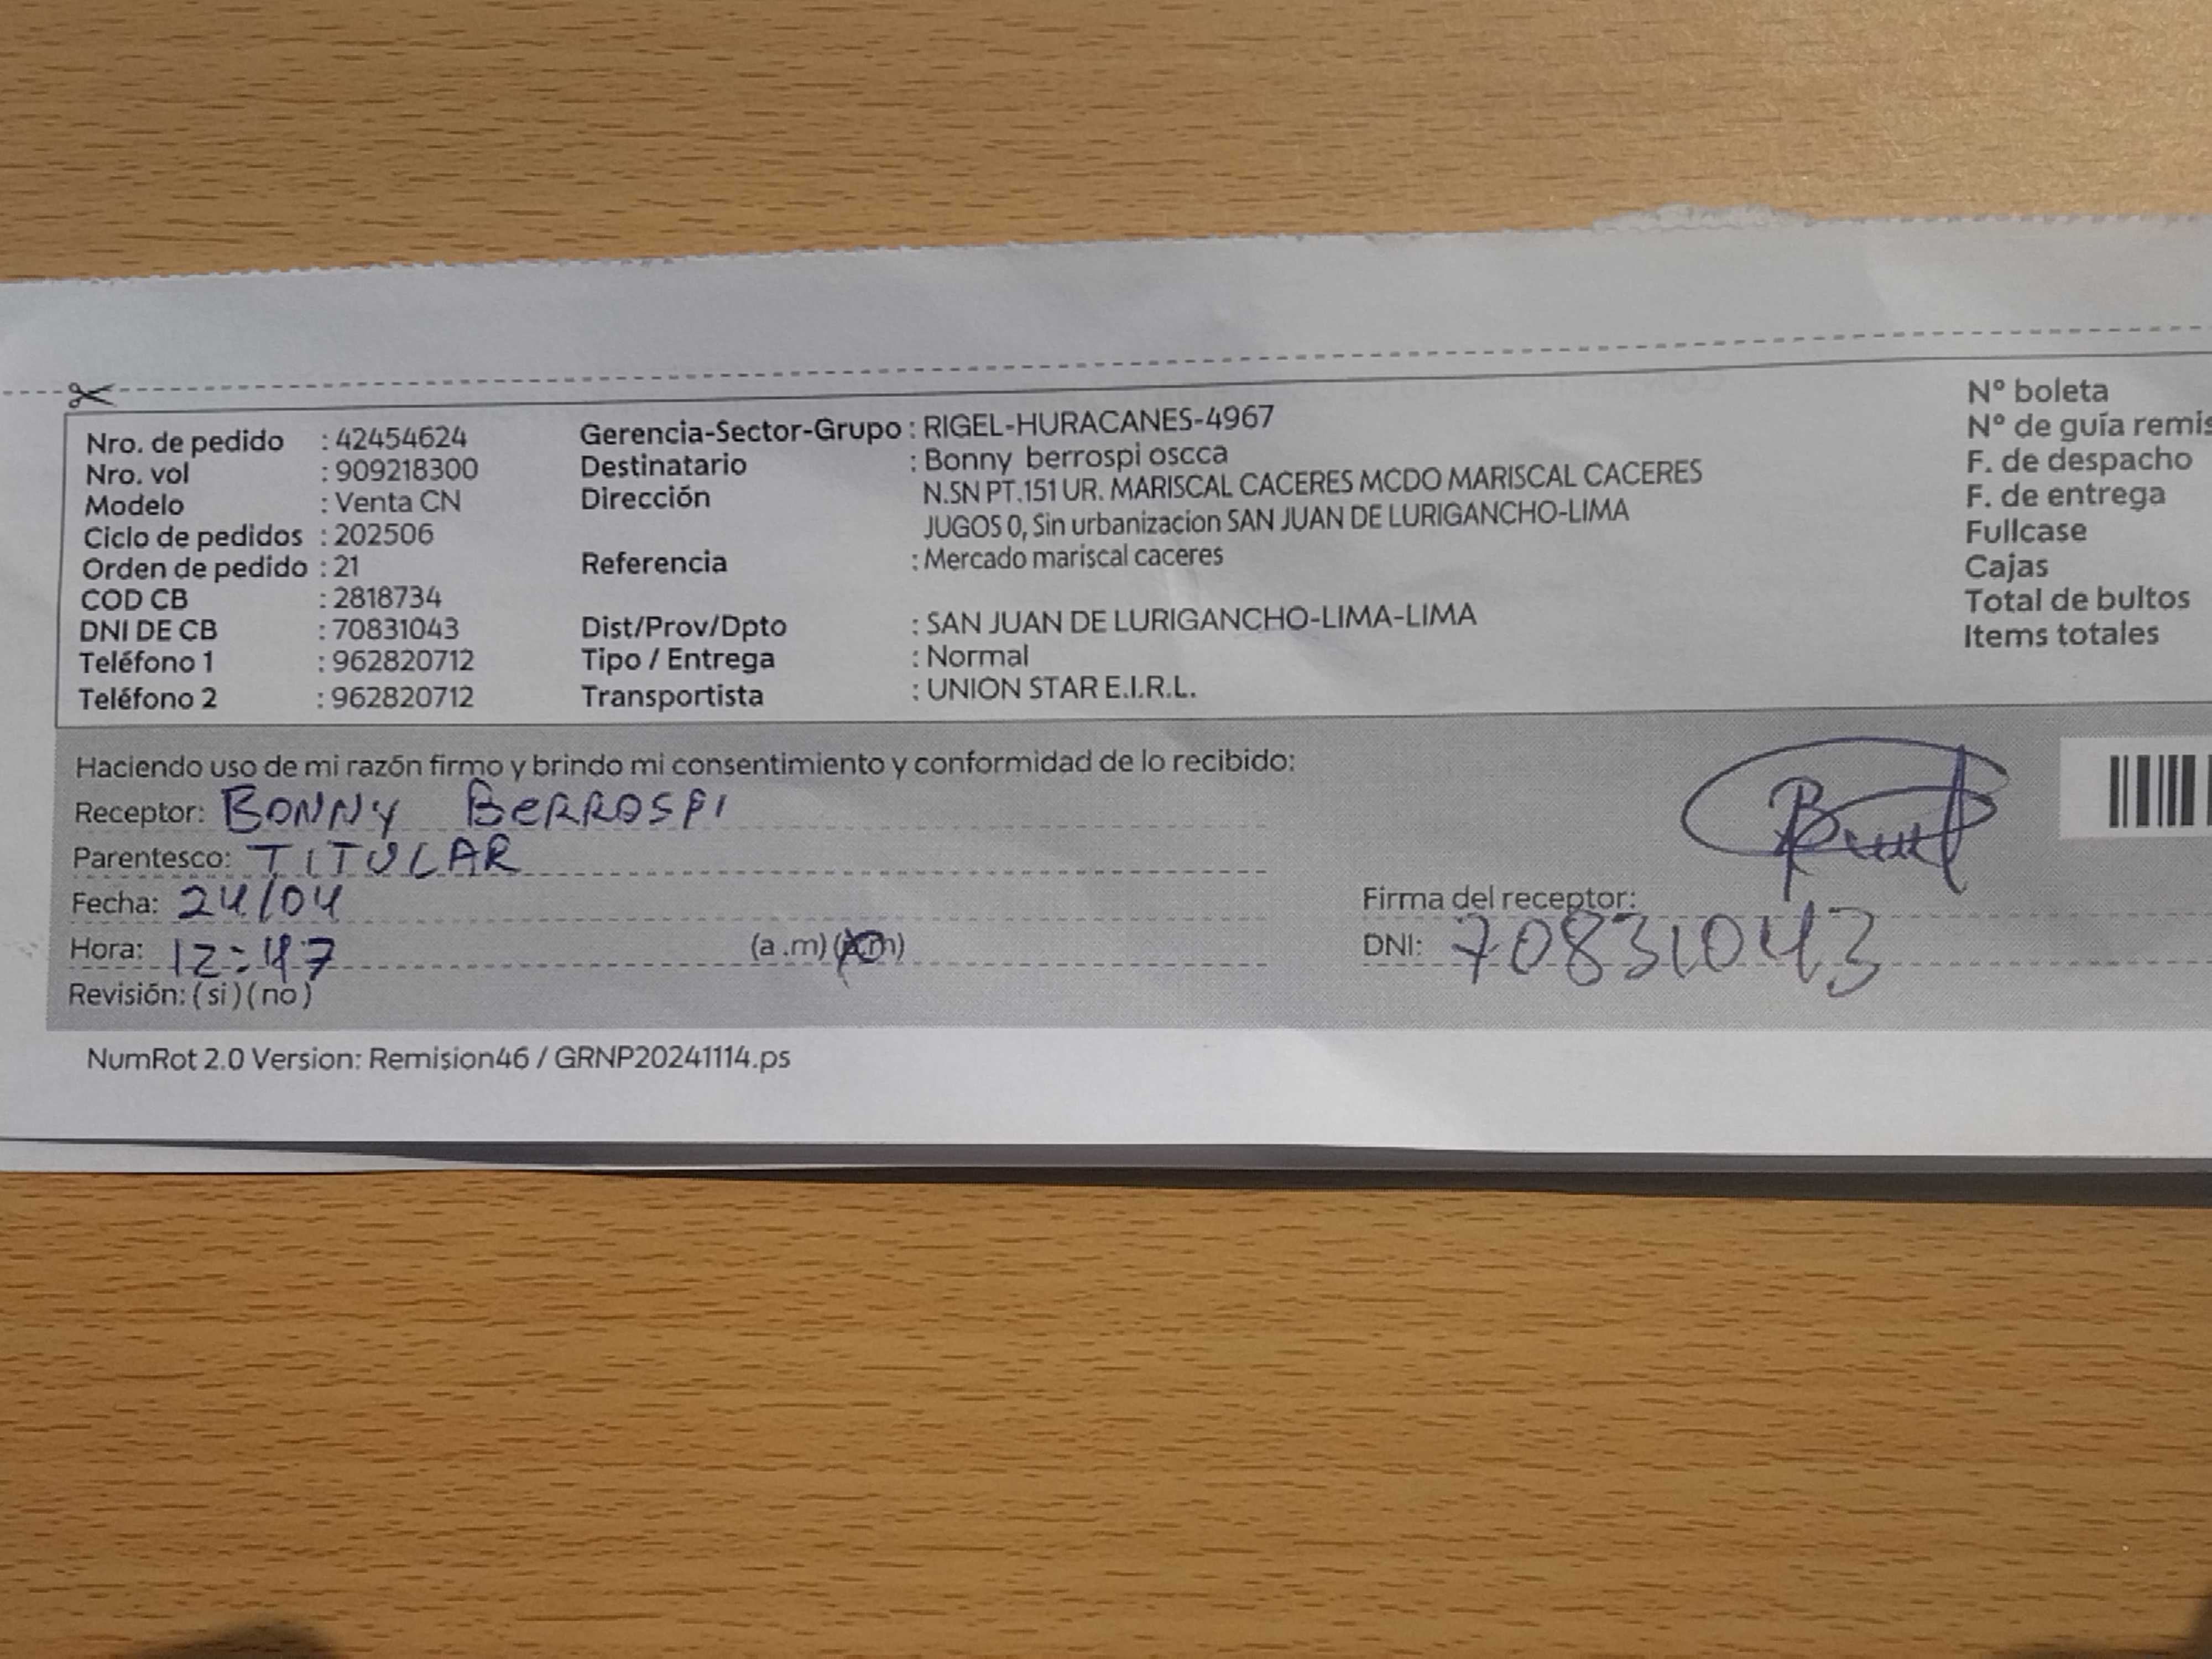 Nro. de pedido : 42454624
Nro. vol : 909218300
Modelo : Venta CN
Ciclo de pedidos : 202506
Orden de pedido : 21
COD CB : 2818734
DNI DE CB : 70831043
Teléfono 1 : 962820712
Teléfono 2 : 962820712
Gerencia-Sector-Grupo : RIGEL-HURACANES-4967
Destinatario : Bonny berrospi oscca
Dirección N.SN PT.151 UR. MARISCAL CACERES MCDO MARISCAL CACERES
JUGOS 0, Sin urbanizacion SAN JUAN DE LURIGANCHO-LIMA
Referencia : Mercado mariscal caceres
Dist/Prov/Dpto : SAN JUAN DE LURIGANCHO-LIMA-LIMA
Tipo / Entrega : Normal
Transportista : UNION STAR E.I.R.L.
Nº boleta
Nº de guía remis
F. de despacho
F. de entrega
Fullcase
Cajas
Total de bultos
Items totales
Haciendo uso de mi razón firmo y brindo mi consentimiento y conformidad de lo recibido:
Receptor: BONNY BERROSPI
Parentesco: TITULAR
Fecha: 24/04
Hora: 12:47 (a.m) (p.m)
Revisión: (si) (no)
Firma del receptor:
DNI: 70831043
NumRot 2.0 Version: Remision46 / GRNP20241114.ps